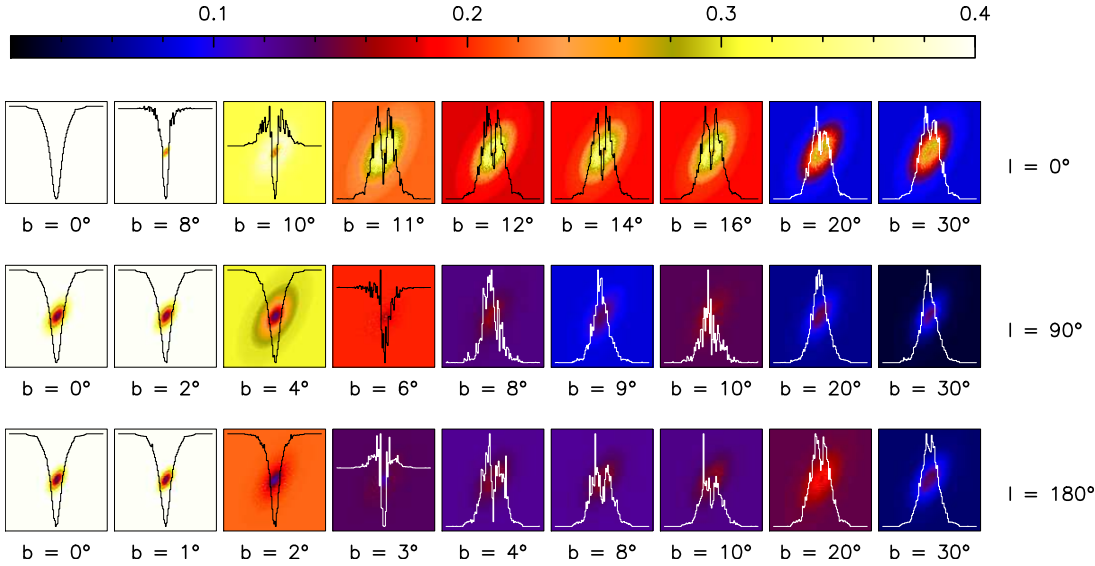 0.1 0.2 0.3 0.4
l = 0°
b = 0° b = 8° b = 10° b = 11° b = 12° b = 14° b = 16° b = 20° b = 30°
l = 90°
b = 0° b = 2° b = 4° b = 6° b = 8° b = 9° b = 10° b = 20° b = 30°
l = 180°
b = 0° b = 1° b = 2° b = 3° b = 4° b = 8° b = 10° b = 20° b = 30°